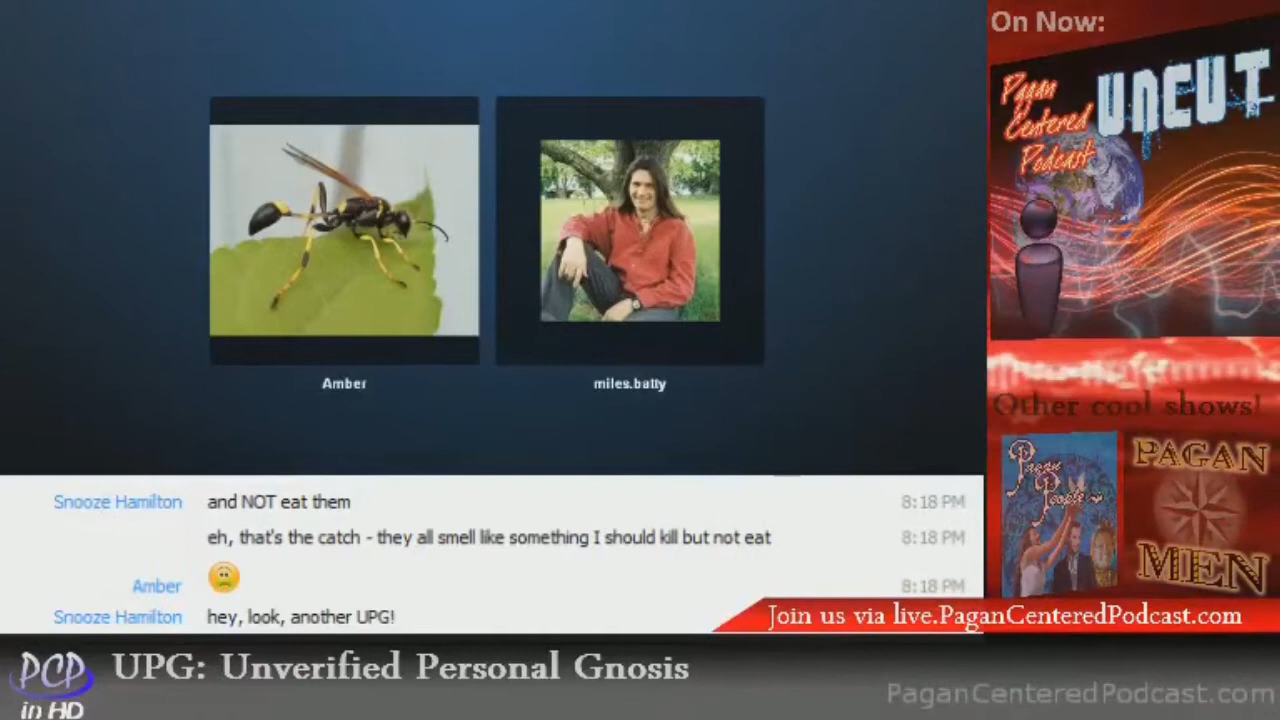 On Now:
Pagan
Centered
Podcast
UNCUT
Amber
miles.batty
Other cool shows!
Pagan
People
PAGAN
MEN
Snooze Hamilton and NOT eat them 8:18 PM
eh, that's the catch - they all smell like something I should kill but not eat 8:18 PM
Amber 8:18 PM
Snooze Hamilton hey, look, another UPG!
Join us via live.PaganCenteredPodcast.com
PCP
in HD
UPG: Unverified Personal Gnosis
PaganCenteredPodcast.com